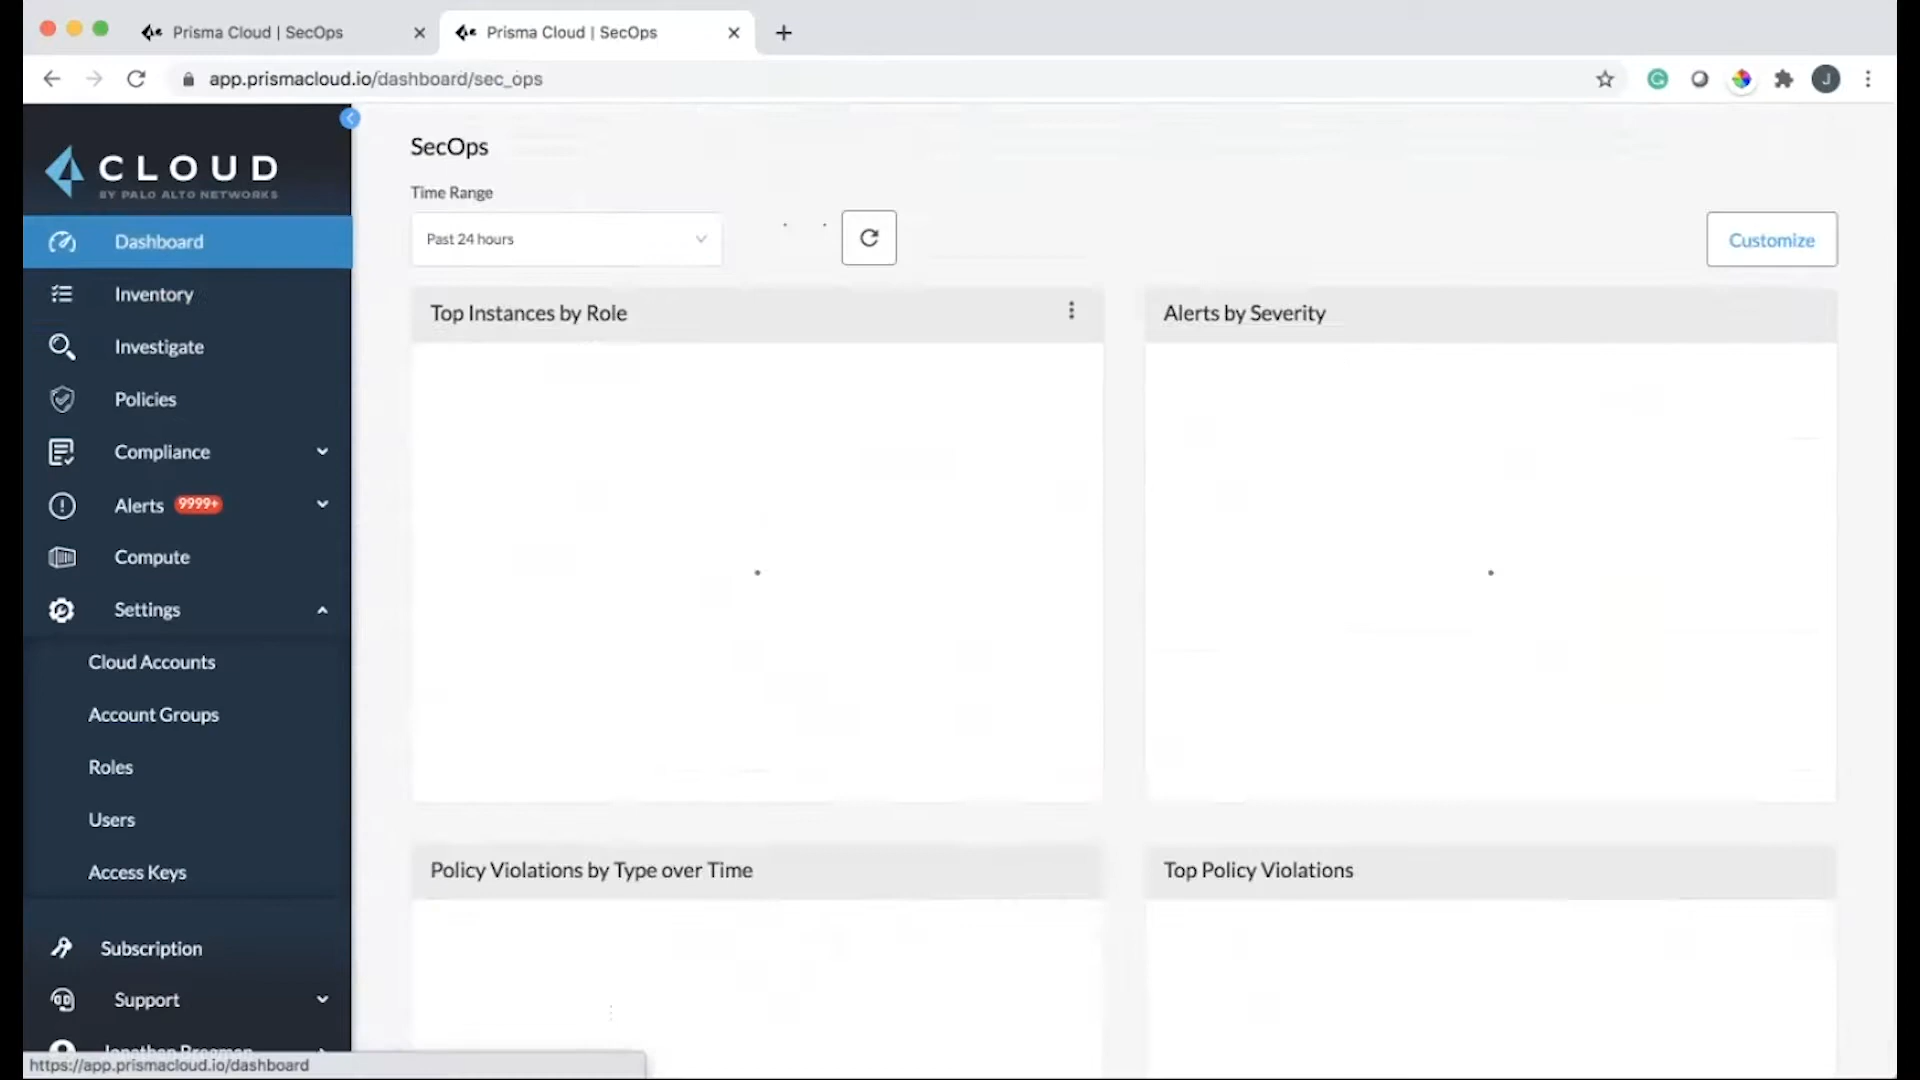 Prisma Cloud | SecOps
Prisma Cloud | SecOps
app.prismacloud.io/dashboard/sec_ops
J
CLOUD
BY PALO ALTO NETWORKS
Dashboard
Inventory
Investigate
Policies
Compliance
Alerts 9999+
Compute
Settings
Cloud Accounts
Account Groups
Roles
Users
Access Keys
Subscription
Support
Jonathan Bregman
https://app.prismacloud.io/dashboard
SecOps
Time Range
Past 24 hours
Customize
Top Instances by Role
Alerts by Severity
Policy Violations by Type over Time
Top Policy Violations